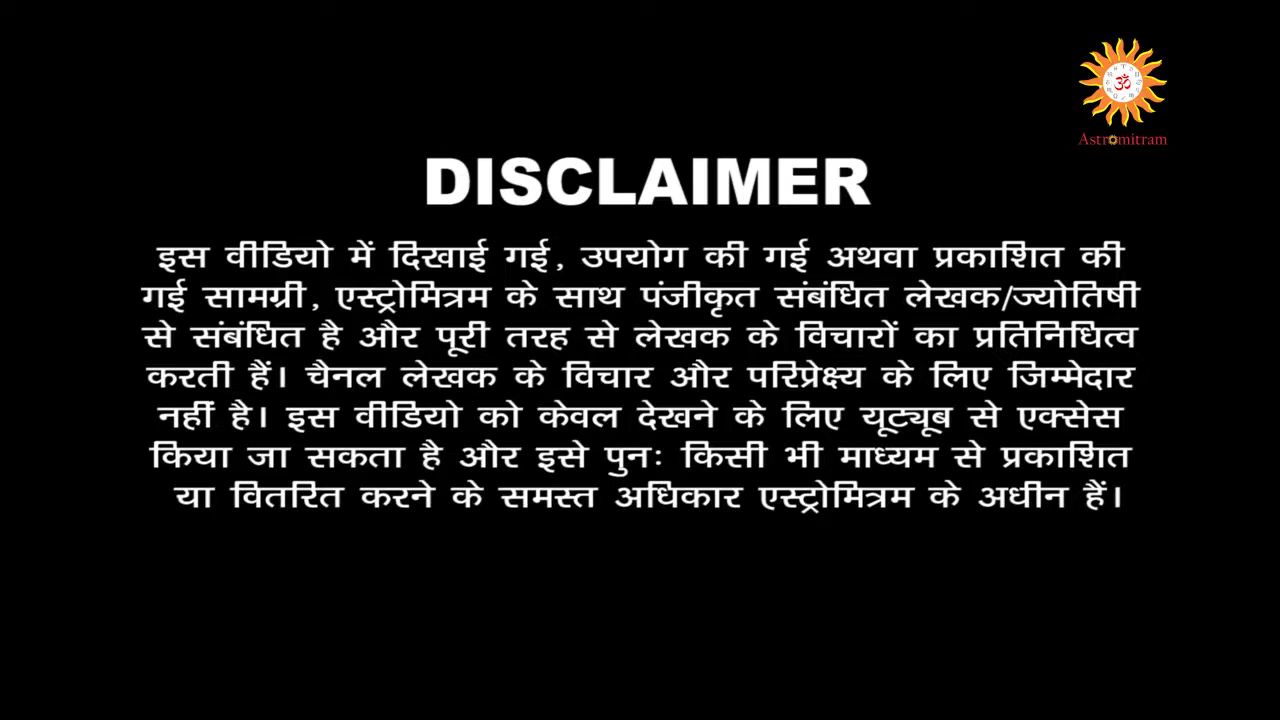 ॐ
Astromitram
DISCLAIMER
इस वीडियो में दिखाई गई, उपयोग की गई अथवा प्रकाशित की
गई सामग्री, एस्ट्रोमित्रम के साथ पंजीकृत संबंधित लेखक/ज्योतिषी
से संबंधित है और पूरी तरह से लेखक के विचारों का प्रतिनिधित्व
करती हैं। चैनल लेखक के विचार और परिप्रेक्ष्य के लिए जिम्मेदार
नहीं है। इस वीडियो को केवल देखने के लिए यूट्यूब से एक्सेस
किया जा सकता है और इसे पुनः किसी भी माध्यम से प्रकाशित
या वितरित करने के समस्त अधिकार एस्ट्रोमित्रम के अधीन हैं।